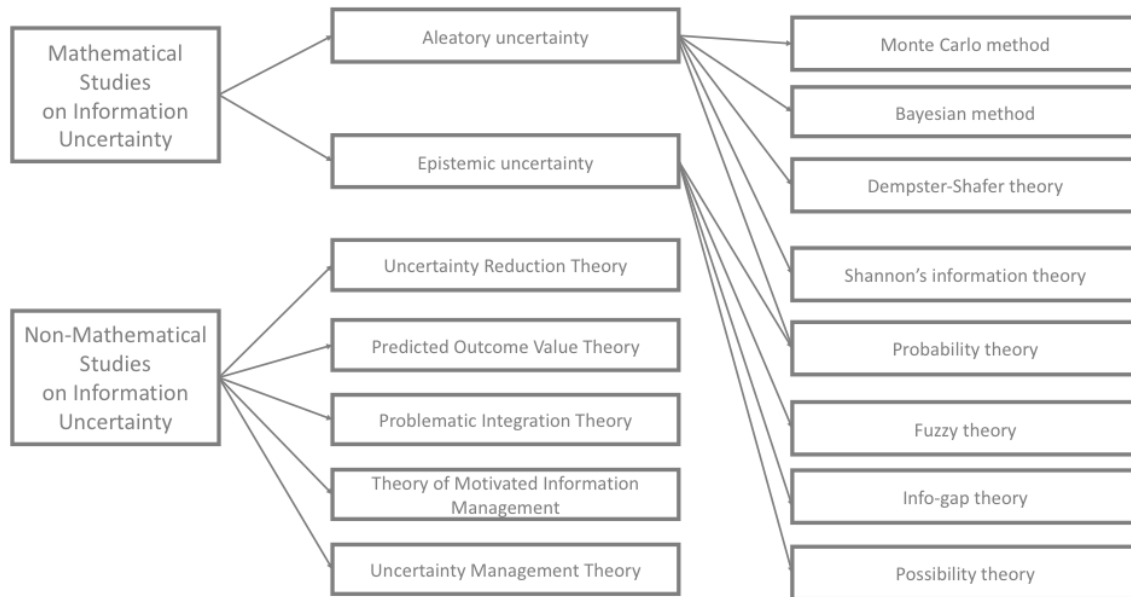 Mathematical
Studies
on Information
Uncertainty
Aleatory uncertainty
Epistemic uncertainty
Monte Carlo method
Bayesian method
Dempster-Shafer theory
Shannon’s information theory
Probability theory
Fuzzy theory
Info-gap theory
Possibility theory
Non-Mathematical
Studies
on Information
Uncertainty
Uncertainty Reduction Theory
Predicted Outcome Value Theory
Problematic Integration Theory
Theory of Motivated Information
Management
Uncertainty Management Theory